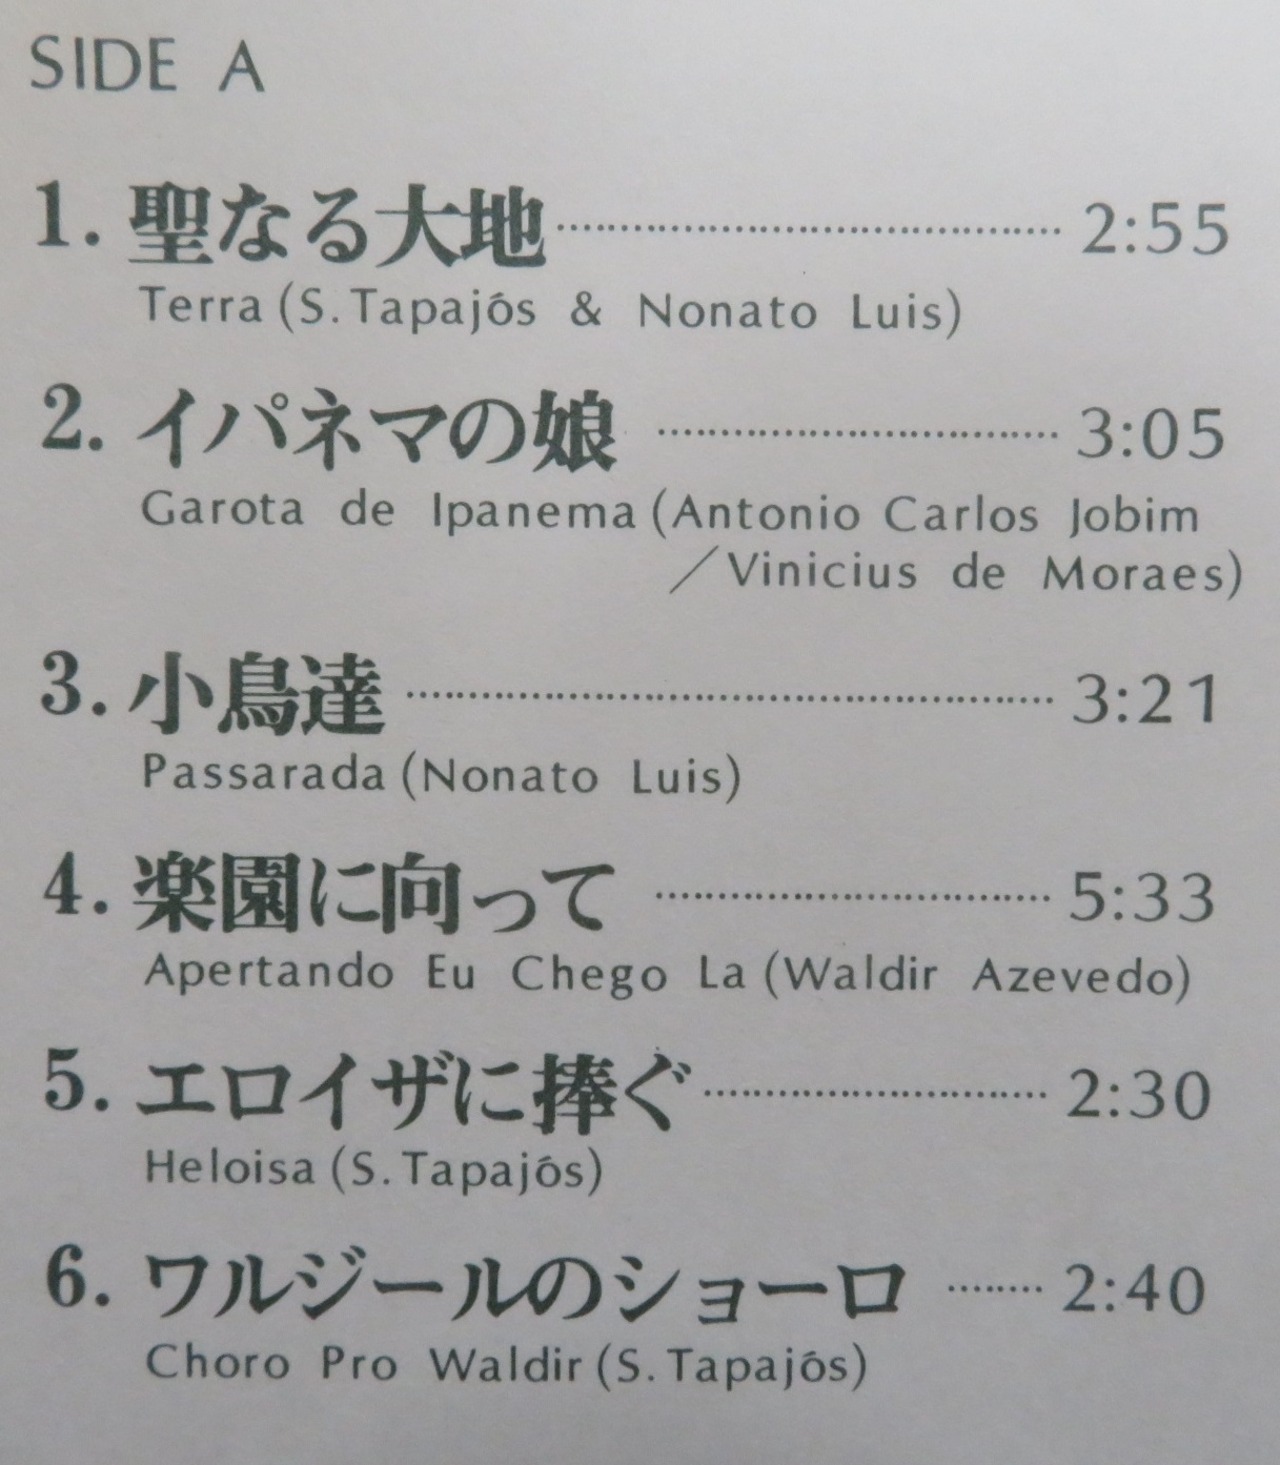 SIDE A
1. 聖なる大地 ………………………… 2:55
Terra (S. Tapajós & Nonato Luis)
2. イパネマの娘 ………………………… 3:05
Garota de Ipanema (Antonio Carlos Jobim
／Vinicius de Moraes)
3. 小鳥達 ………………………… 3:21
Passarada (Nonato Luis)
4. 楽園に向って ………………………… 5:33
Apertando Eu Chego La (Waldir Azevedo)
5. エロイザに捧ぐ ………………………… 2:30
Heloisa (S. Tapajós)
6. ワルジールのショーロ ……… 2:40
Choro Pro Waldir (S. Tapajós)